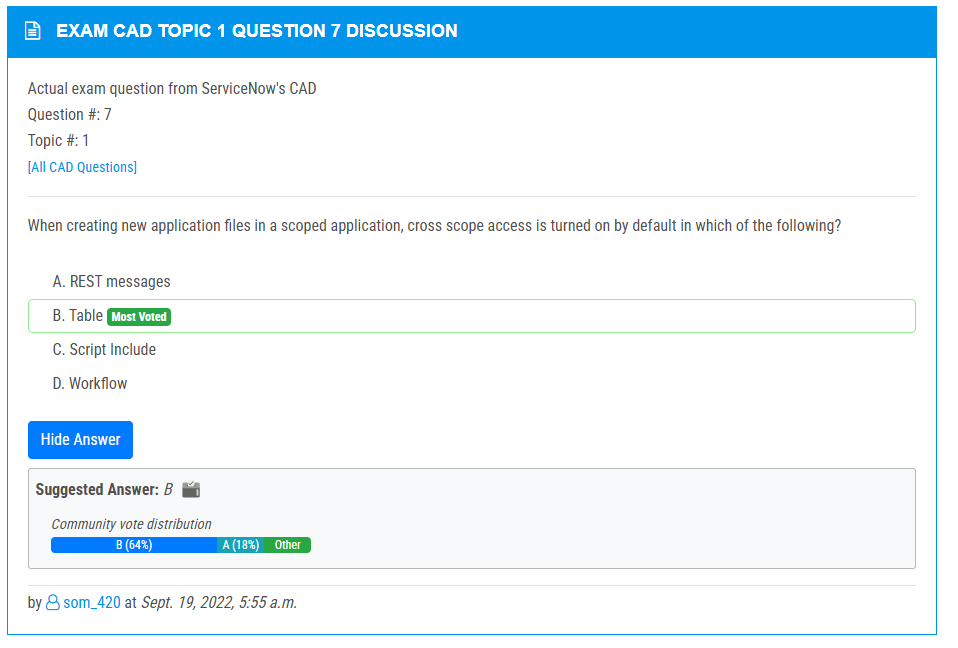 EXAM CAD TOPIC 1 QUESTION 7 DISCUSSION
Actual exam question from ServiceNow's CAD
Question #: 7
Topic #: 1
[All CAD Questions]
When creating new application files in a scoped application, cross scope access is turned on by default in which of the following?
A. REST messages
B. Table Most Voted
C. Script Include
D. Workflow
Hide Answer
Suggested Answer: B
Community vote distribution
B (64%) A (18%) Other
by som_420 at Sept. 19, 2022, 5:55 a.m.